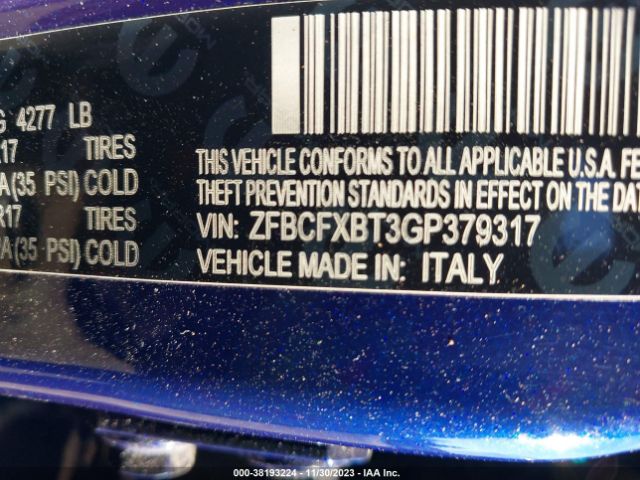 G 4277 LB
R17 TIRES
A(35 PSI) COLD
R17 TIRES
A(35 PSI) COLD
THIS VEHICLE CONFORMS TO ALL APPLICABLE U.S.A. FE
THEFT PREVENTION STANDARDS IN EFFECT ON THE DA
VIN: ZFBCFXBT3GP379317
VEHICLE MADE IN: ITALY
000-38193224 - 11/30/2023 - IAA Inc.